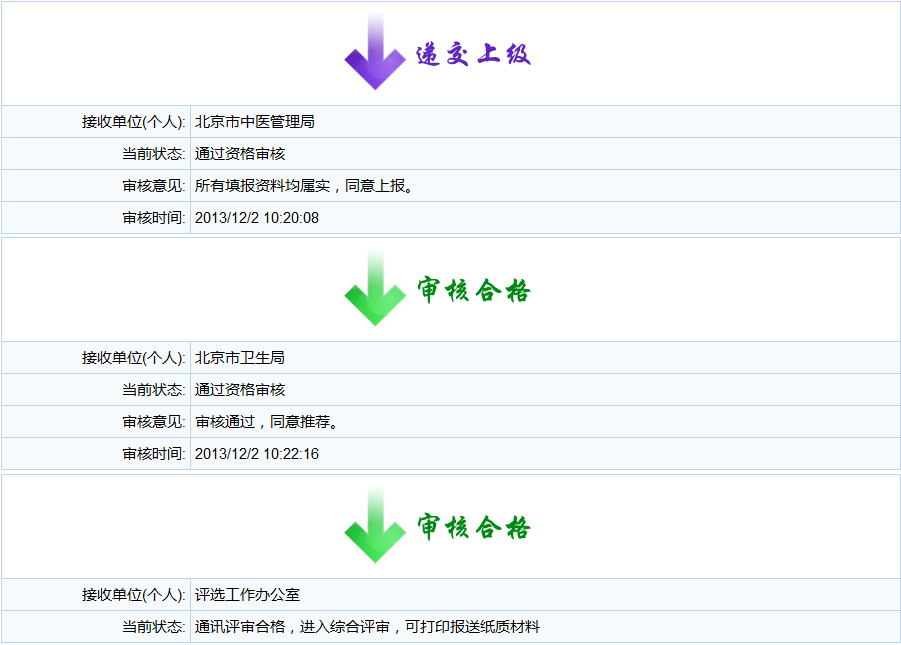 递交上级
接收单位(个人): 北京市中医管理局
当前状态: 通过资格审核
审核意见: 所有填报资料均属实，同意上报。
审核时间: 2013/12/2 10:20:08
审核合格
接收单位(个人): 北京市卫生局
当前状态: 通过资格审核
审核意见: 审核通过，同意推荐。
审核时间: 2013/12/2 10:22:16
审核合格
接收单位(个人): 评选工作办公室
当前状态: 通讯评审合格，进入综合评审，可打印报送纸质材料